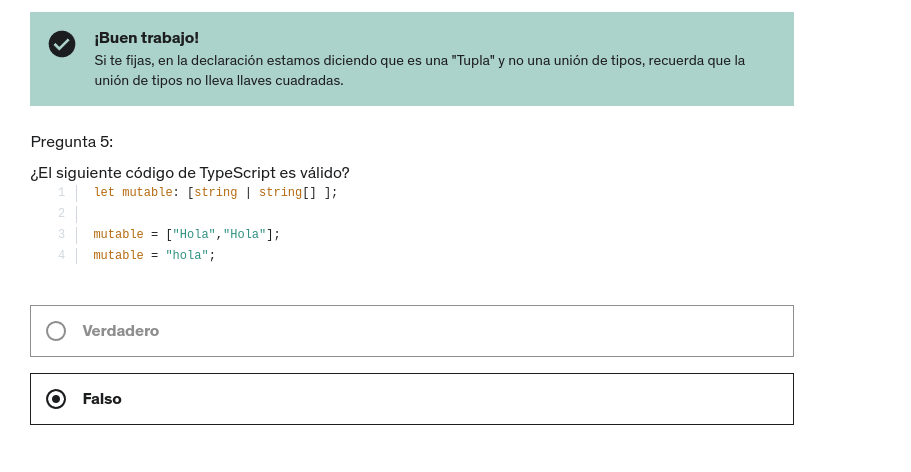 ¡Buen trabajo!
Si te fijas, en la declaración estamos diciendo que es una "Tupla" y no una unión de tipos, recuerda que la
unión de tipos no lleva llaves cuadradas.
Pregunta 5:
¿El siguiente código de TypeScript es válido?
1 let mutable: [string | string[] ];
2
3 mutable = ["Hola","Hola"];
4 mutable = "hola";
Verdadero
Falso